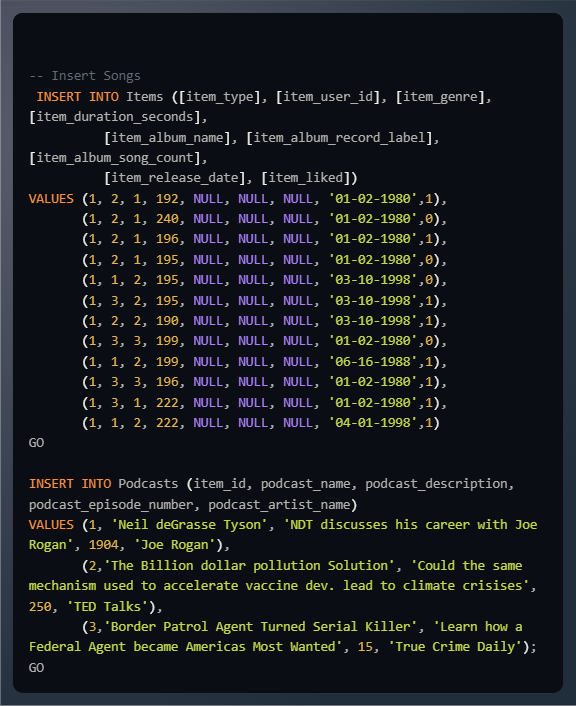 -- Insert Songs
INSERT INTO Items ([item_type], [item_user_id], [item_genre],
[item_duration_seconds],
[item_album_name], [item_album_record_label],
[item_album_song_count],
[item_release_date], [item_liked])
VALUES (1, 2, 1, 192, NULL, NULL, NULL, '01-02-1980',1),
(1, 2, 1, 240, NULL, NULL, NULL, '01-02-1980',0),
(1, 2, 1, 196, NULL, NULL, NULL, '01-02-1980',1),
(1, 2, 1, 195, NULL, NULL, NULL, '01-02-1980',0),
(1, 1, 2, 195, NULL, NULL, NULL, '03-10-1998',0),
(1, 3, 2, 195, NULL, NULL, NULL, '03-10-1998',1),
(1, 2, 2, 190, NULL, NULL, NULL, '03-10-1998',1),
(1, 3, 3, 199, NULL, NULL, NULL, '01-02-1980',0),
(1, 1, 2, 199, NULL, NULL, NULL, '06-16-1988',1),
(1, 3, 3, 196, NULL, NULL, NULL, '01-02-1980',1),
(1, 3, 1, 222, NULL, NULL, NULL, '01-02-1980',1),
(1, 1, 2, 222, NULL, NULL, NULL, '04-01-1998',1)
GO
INSERT INTO Podcasts (item_id, podcast_name, podcast_description,
podcast_episode_number, podcast_artist_name)
VALUES (1, 'Neil deGrasse Tyson', 'NDT discusses his career with Joe
Rogan', 1904, 'Joe Rogan'),
(2,'The Billion dollar pollution Solution', 'Could the same
mechanism used to accelerate vaccine dev. lead to climate crisises',
250, 'TED Talks'),
(3,'Border Patrol Agent Turned Serial Killer', 'Learn how a
Federal Agent became Americas Most Wanted', 15, 'True Crime Daily');
GO